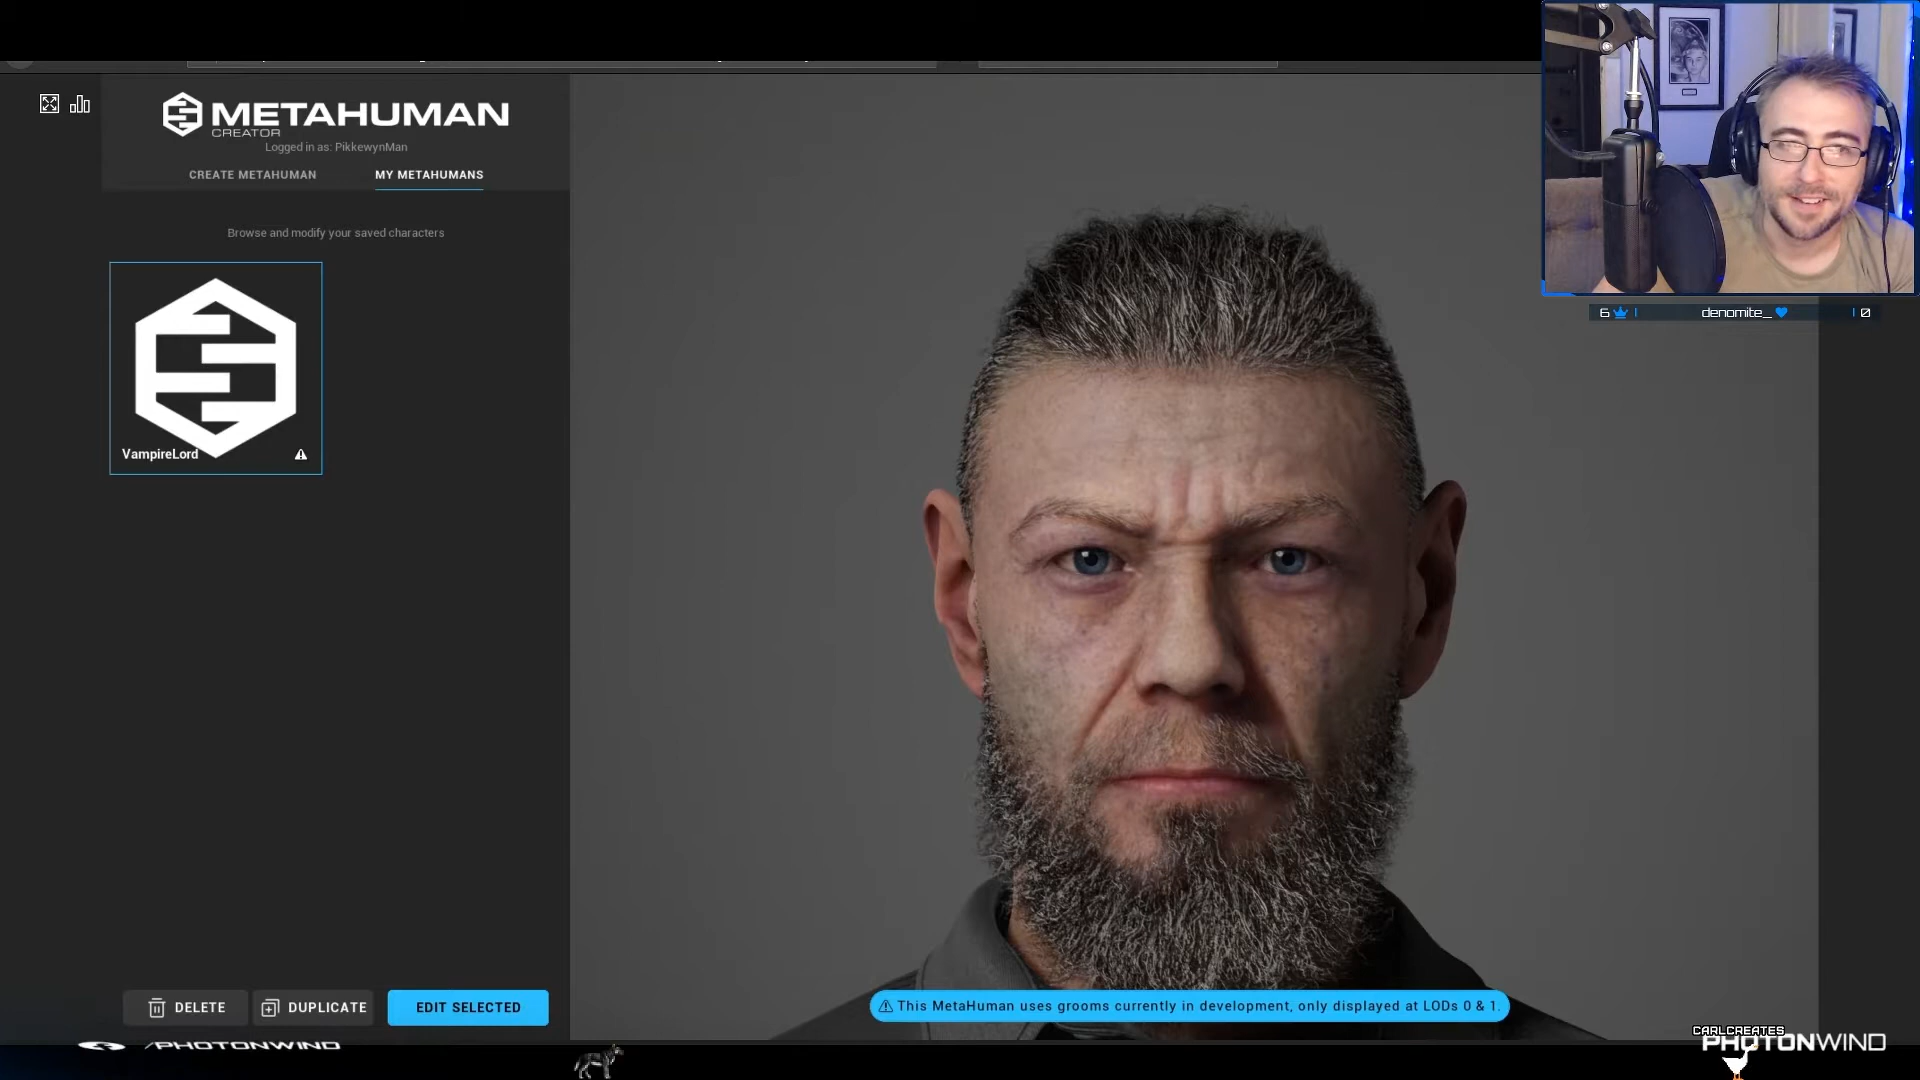 METAHUMAN
CREATOR
Logged in as: PikkewynMan
CREATE METAHUMAN
MY METAHUMANS
Browse and modify your saved characters
VampireLord
DELETE
DUPLICATE
EDIT SELECTED
This MetaHuman uses grooms currently in development, only displayed at LODs 0 & 1.
6
denomite_
0
/PHOTONWIND
CARLCREATES
PHOTONWIND